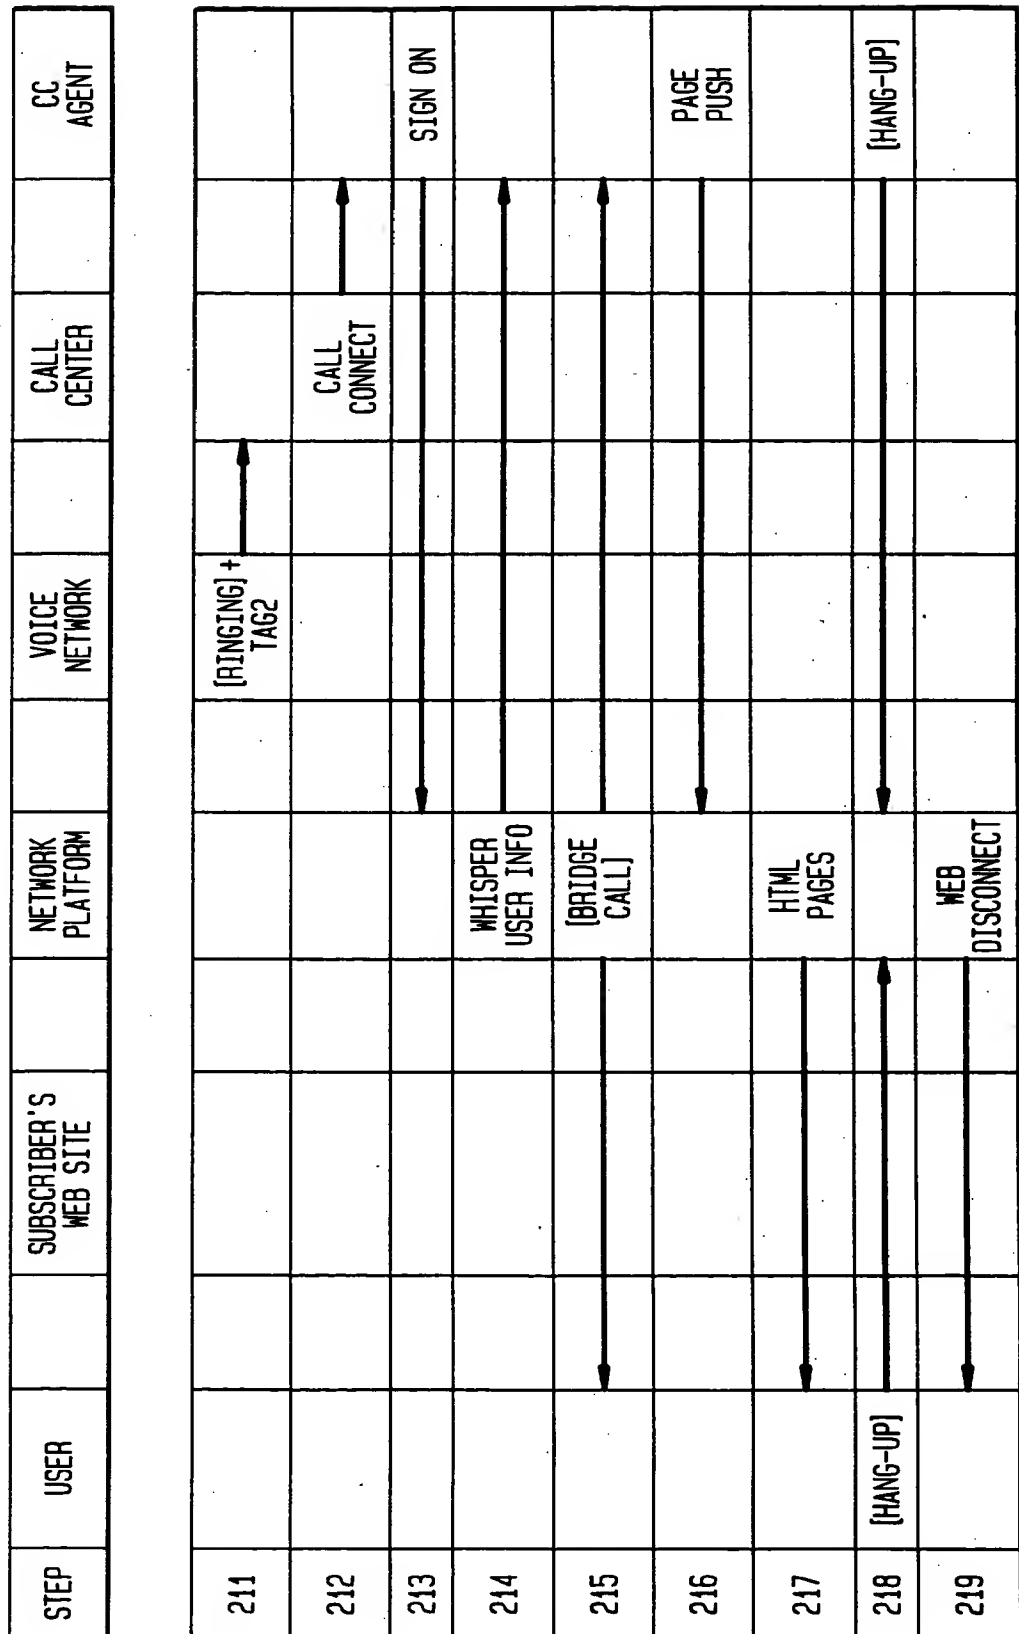 STEP
USER
SUBSCRIBER'S
WEB SITE
NETWORK
PLATFORM
VOICE
NETWORK
CALL
CENTER
CC
AGENT
211
[RINGING]+
TAG2
212
CALL
CONNECT
213
SIGN ON
214
WHISPER
USER INFO
215
[BRIDGE
CALL]
216
PAGE
PUSH
217
HTML
PAGES
218
[HANG-UP]
[HANG-UP]
219
WEB
DISCONNECT